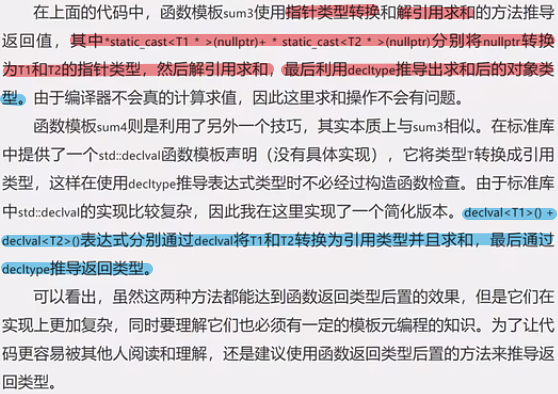 在上面的代码中，函数模板sum3使用指针类型转换和解引用求和的方法推导
返回值，其中*static_cast<T1 * >(nullptr)+ * static_cast<T2 * >(nullptr)分别将nullptr转换
为T1和T2的指针类型，然后解引用求和，最后利用decltype推导出求和后的对象类
型。由于编译器不会真的计算求值，因此这里求和操作不会有问题。
函数模板sum4则是利用了另外一个技巧，其实本质上与sum3相似。在标准库
中提供了一个std::declval函数模板声明（没有具体实现），它将类型T转换成引用
类型，这样在使用decltype推导表达式类型时不必经过构造函数检查。由于标准库
中std::declval的实现比较复杂，因此我在这里实现了一个简化版本。declval<T1>() +
declval<T2>()表达式分别通过declval将T1和T2转换为引用类型并且求和，最后通过
decltype推导返回类型。
可以看出，虽然这两种方法都能达到函数返回类型后置的效果，但是它们在
实现上更加复杂，同时要理解它们也必须有一定的模板元编程的知识。为了让代
码更容易被其他人阅读和理解，还是建议使用函数返回类型后置的方法来推导返
回类型。